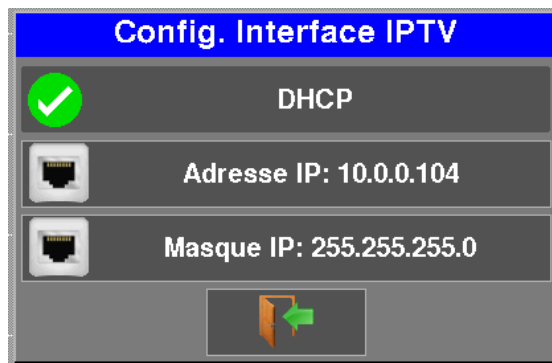 Config. Interface IPTV
DHCP
Adresse IP: 10.0.0.104
Masque IP: 255.255.255.0